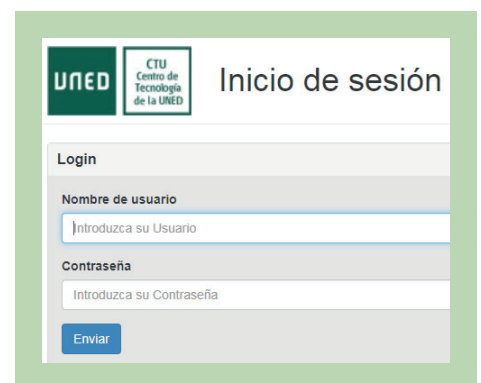 UNED
CTU
Centro de
Tecnología
de la UNED
Inicio de sesión
Login
Nombre de usuario
Introduzca su Usuario
Contraseña
Introduzca su Contraseña
Enviar